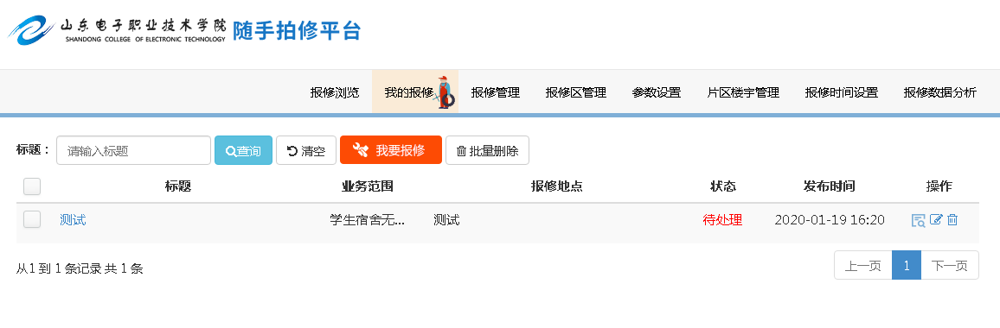 山东电子职业技术学院 随手拍修平台
SHANDONG COLLEGE OF ELECTRONIC TECHNOLOGY
报修浏览 我的报修 报修管理 报修区管理 参数设置 片区楼宇管理 报修时间设置 报修数据分析
标题： 请输入标题 查询 清空 我要报修 批量删除
标题 业务范围 报修地点 状态 发布时间 操作
测试 学生宿舍无... 测试 待处理 2020-01-19 16:20
从1 到 1 条记录 共 1 条 上一页 1 下一页